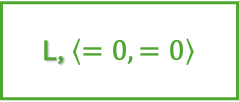 L, ⟨= 0, = 0⟩